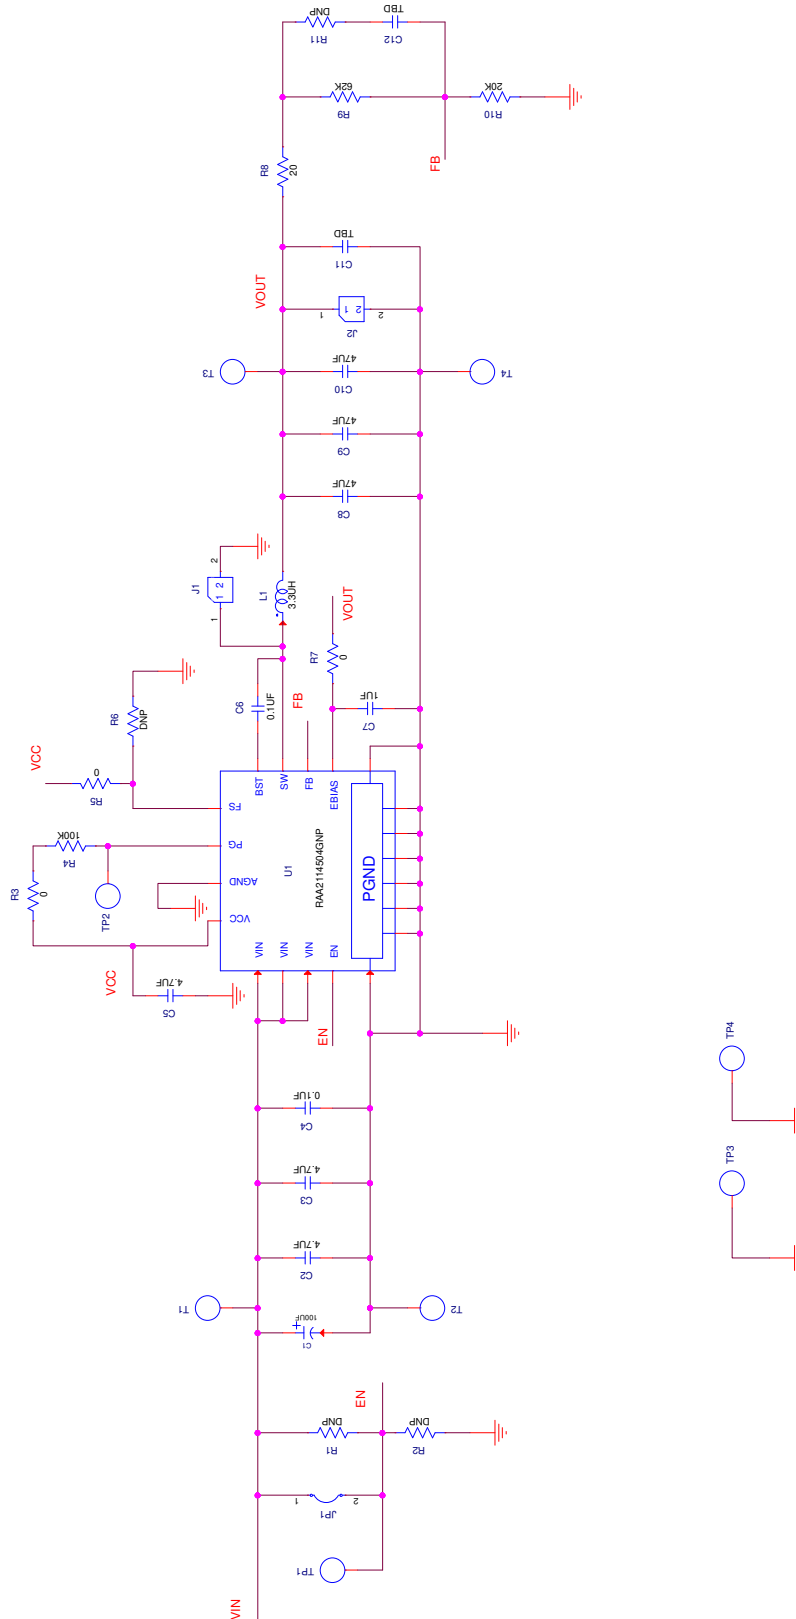 DNP
R11
TBD
C12
62K
R9
20K
R10
FB
R8
20
TBD
C11
VOUT
1
2 1
2
J2
T3
47UF
C10
T4
47UF
C9
47UF
C8
J1
1 2
1
2
L1
3.3UH
VOUT
R7
0
C6
0.1UF
FB
1UF
C7
R6
DNP
VCC
0
R5
BST
SW
FB
EBIAS
FS
PG
AGND
VCC
U1
RAA2114504GNP
PGND
VIN
VIN
VIN
EN
100K
R4
R3
0
TP2
VCC
4.7UF
C5
EN
0.1UF
C4
4.7UF
C3
4.7UF
C2
T1
T2
+
100UF
C1
EN
DNP
R1
DNP
R2
1
2
JP1
TP1
VIN
TP4
TP3